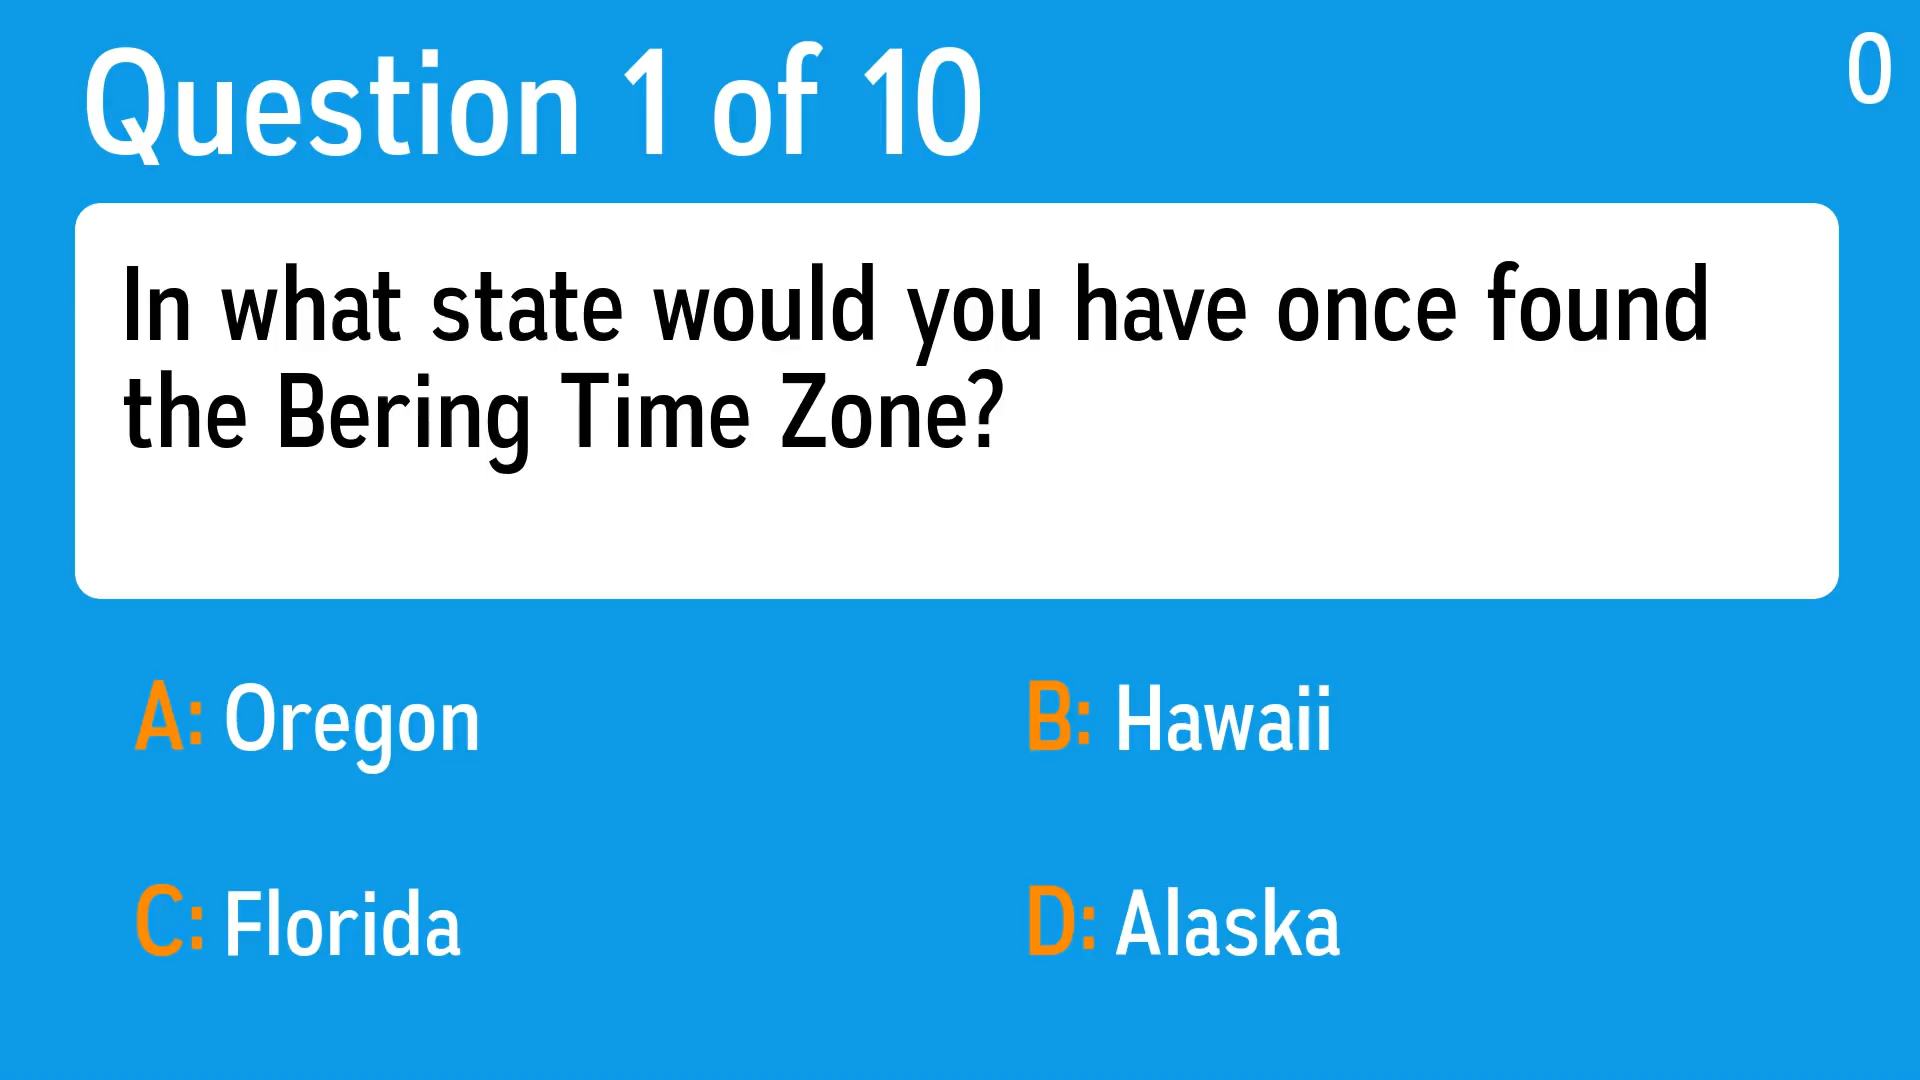 Question 1 of 10
0
In what state would you have once found
the Bering Time Zone?
A: Oregon
B: Hawaii
C: Florida
D: Alaska